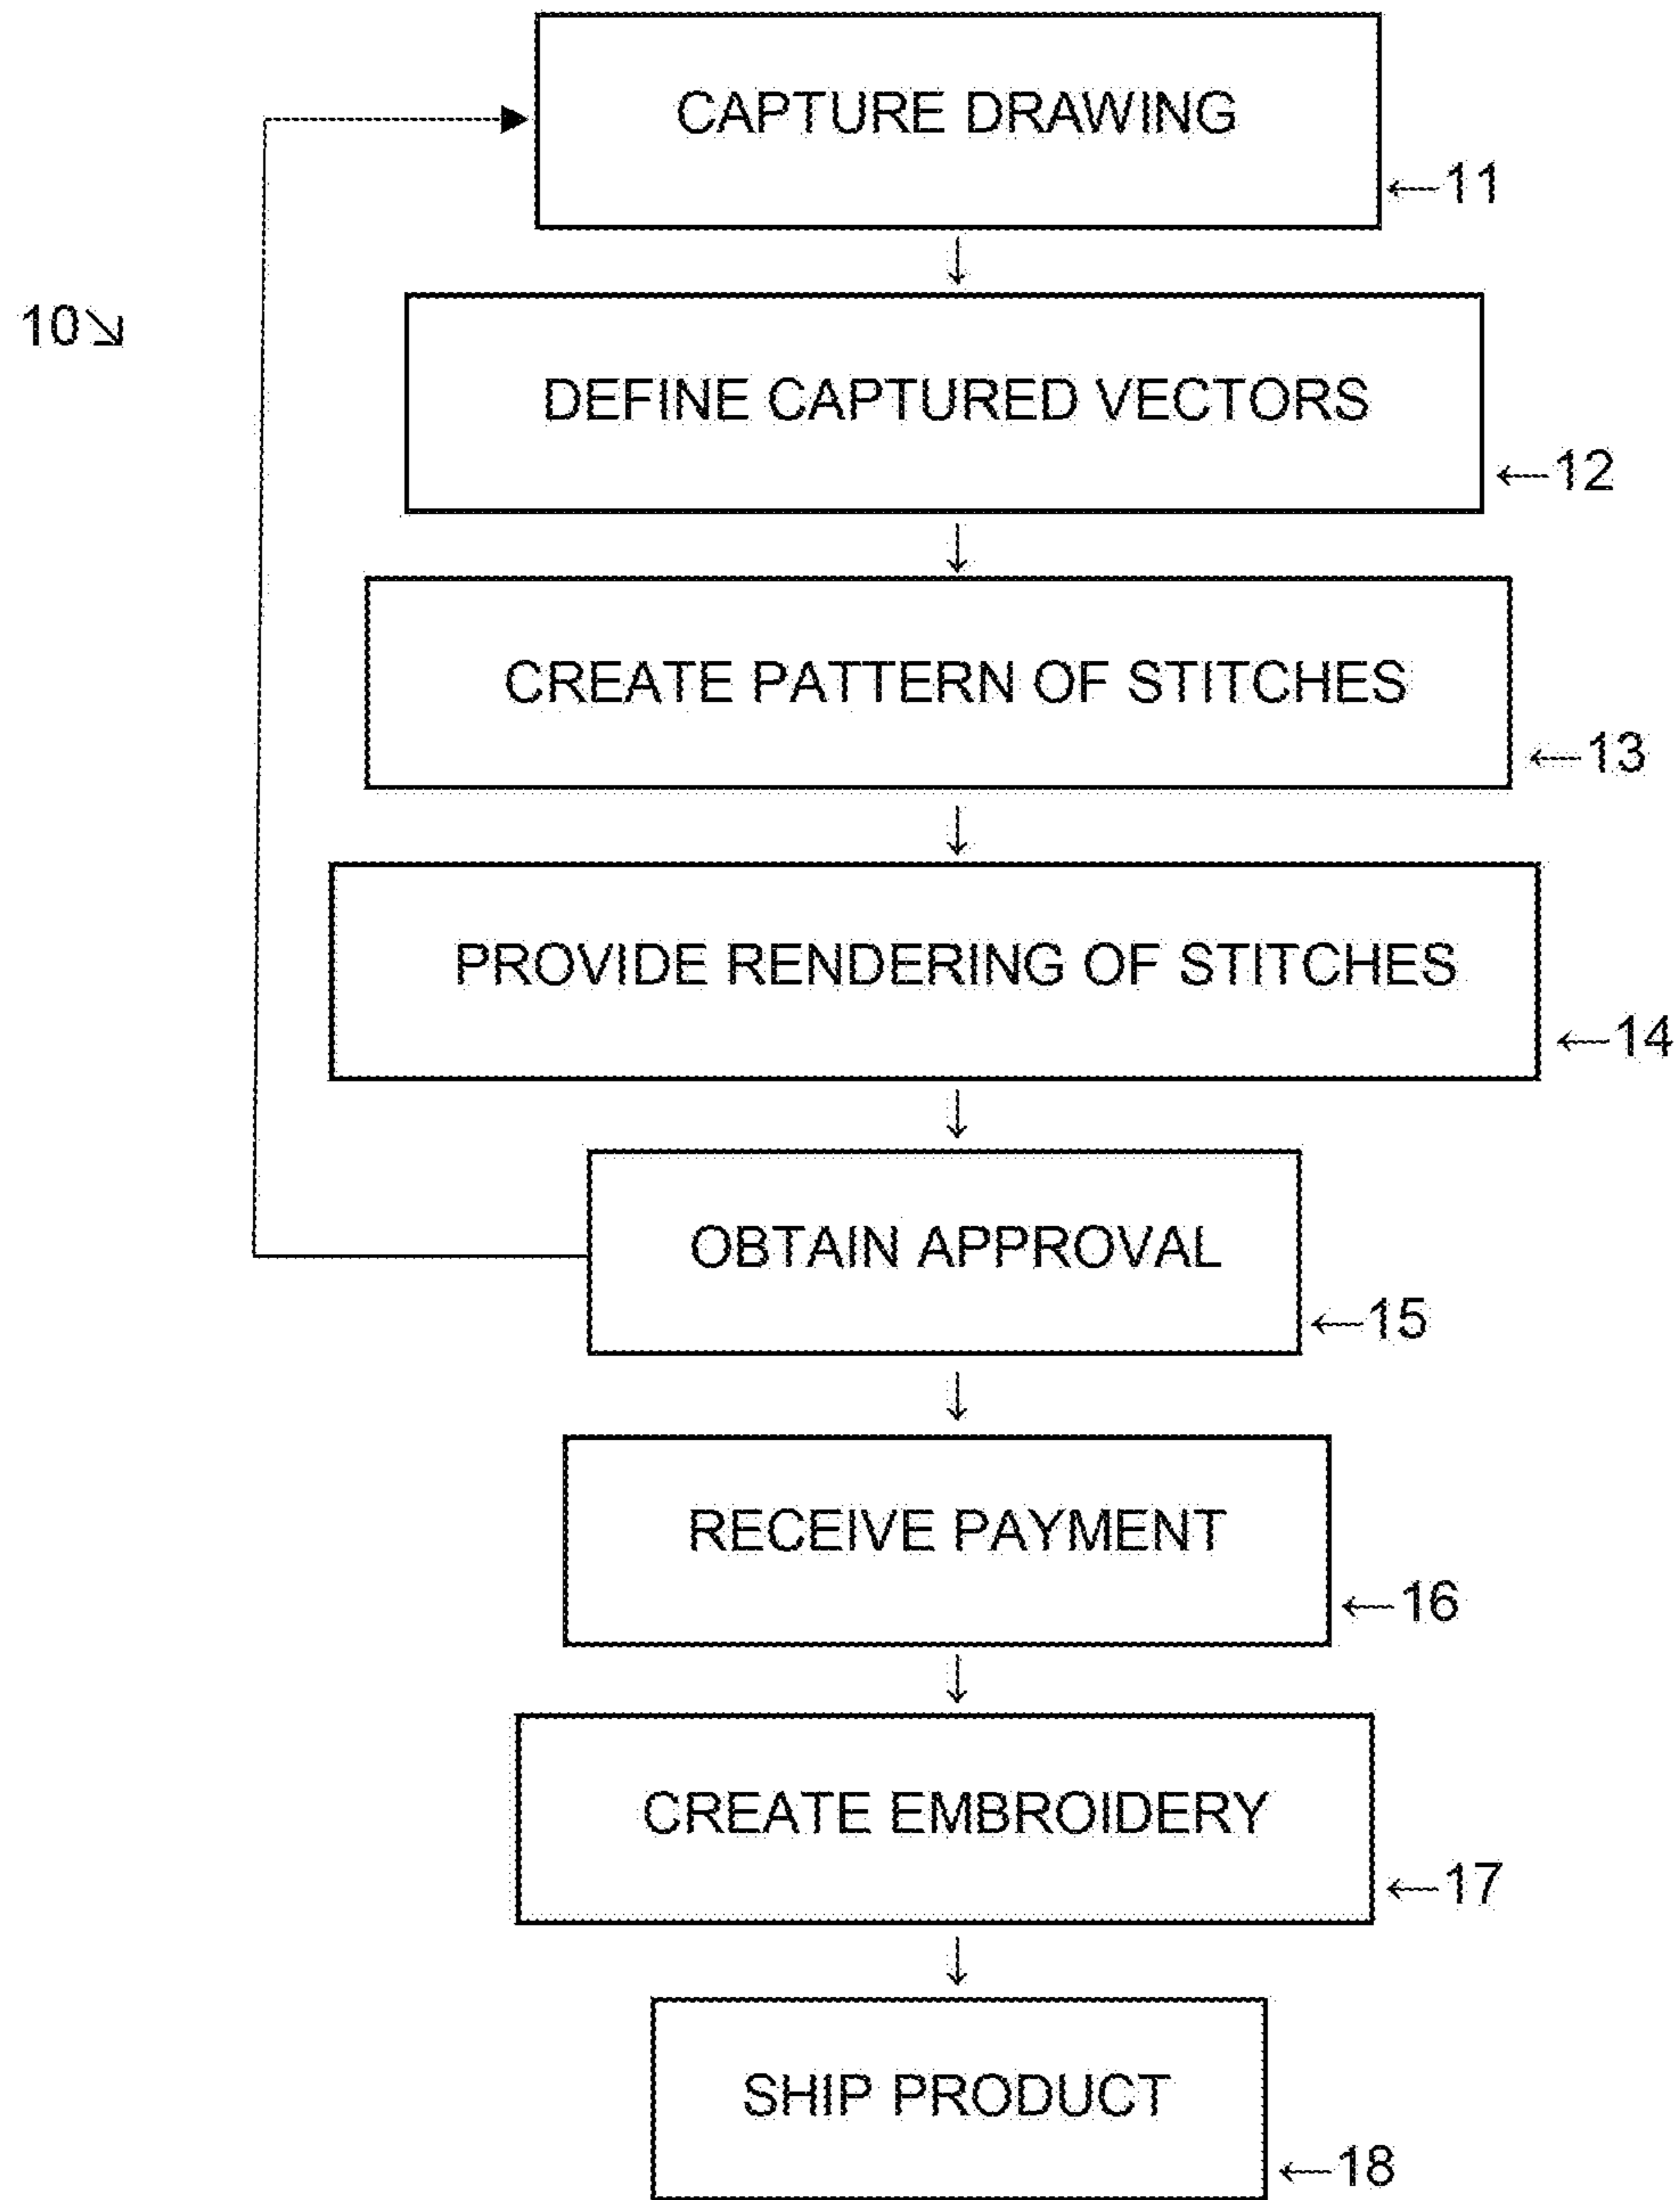 CAPTURE DRAWING
←11
10↘
DEFINE CAPTURED VECTORS
←12
CREATE PATTERN OF STITCHES
←13
PROVIDE RENDERING OF STITCHES
←14
OBTAIN APPROVAL
←15
RECEIVE PAYMENT
←16
CREATE EMBROIDERY
←17
SHIP PRODUCT
←18